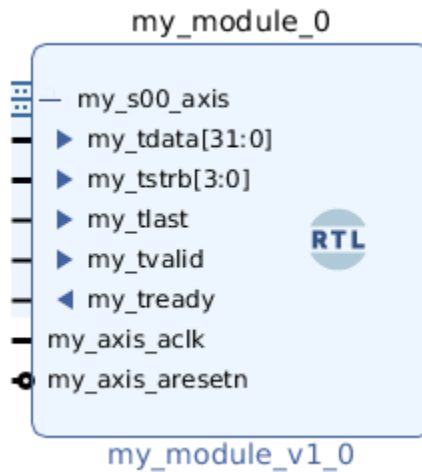 my_module_0
my_s00_axis
my_tdata[31:0]
my_tstrb[3:0]
my_tlast
my_tvalid
RTL
my_tready
my_axis_aclk
my_axis_aresetn
my_module_v1_0